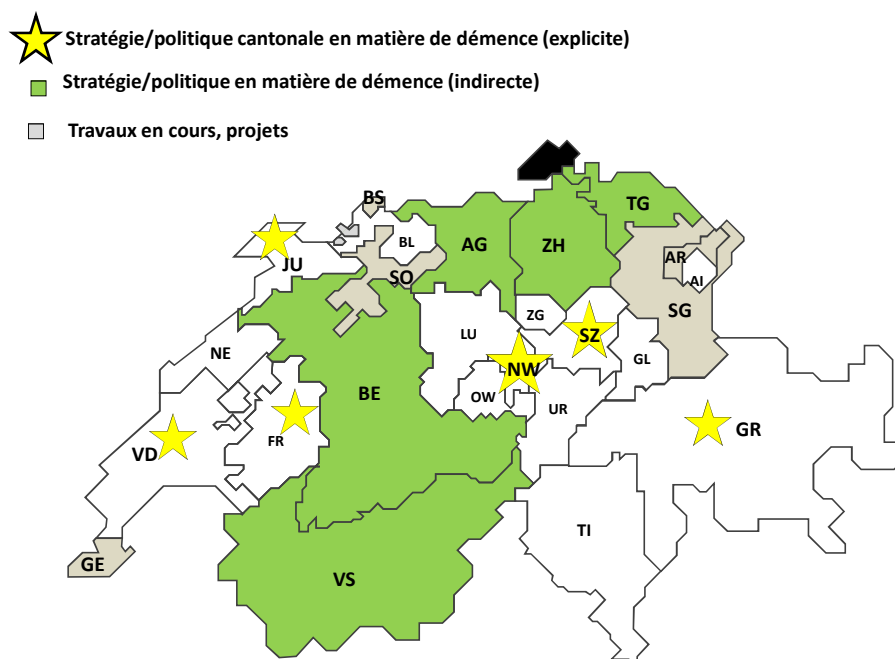 Stratégie/politique cantonale en matière de démence (explicite)
Stratégie/politique en matière de démence (indirecte)
Travaux en cours, projets
BS
TG
JU
BL
AG
ZH
AR
AI
SO
SG
ZG
NE
LU
SZ
GL
NW
BE
OW
UR
FR
GR
VD
TI
GE
VS